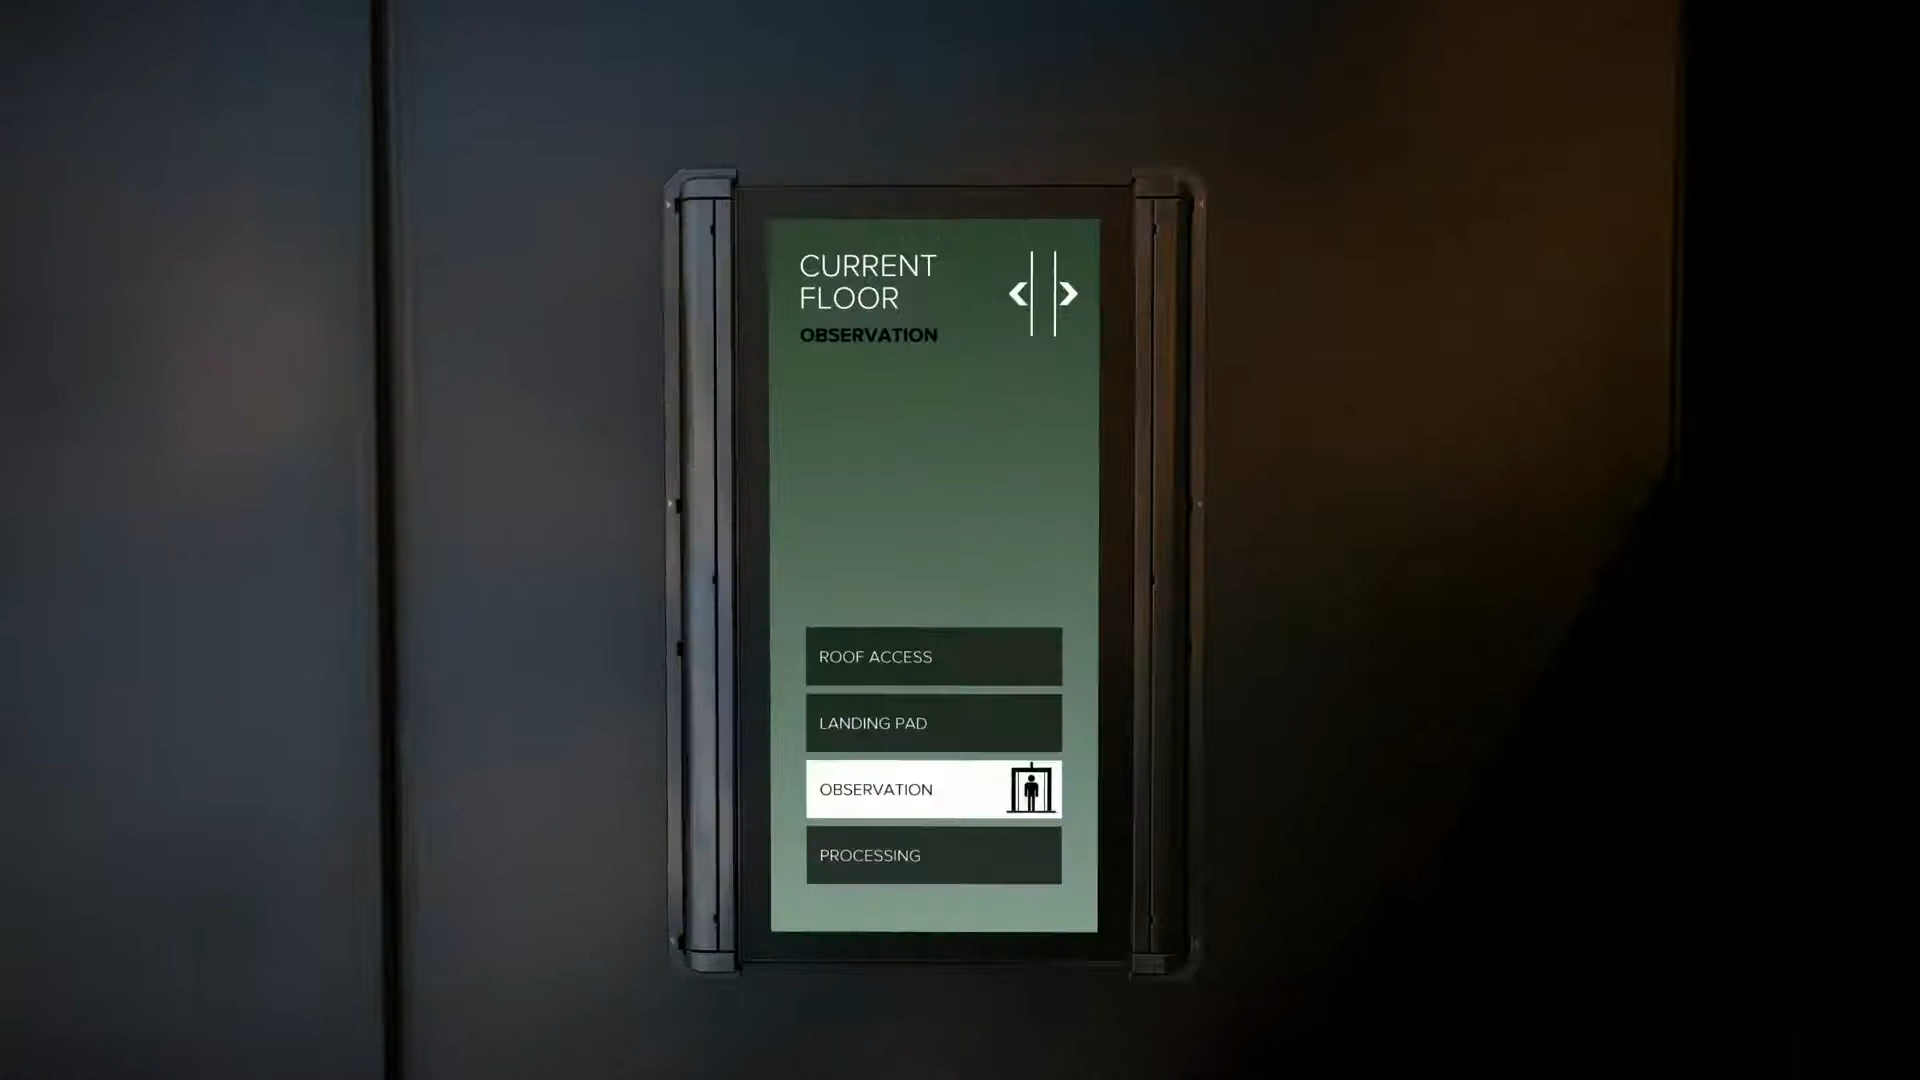 CURRENT
FLOOR
OBSERVATION
ROOF ACCESS
LANDING PAD
OBSERVATION
PROCESSING